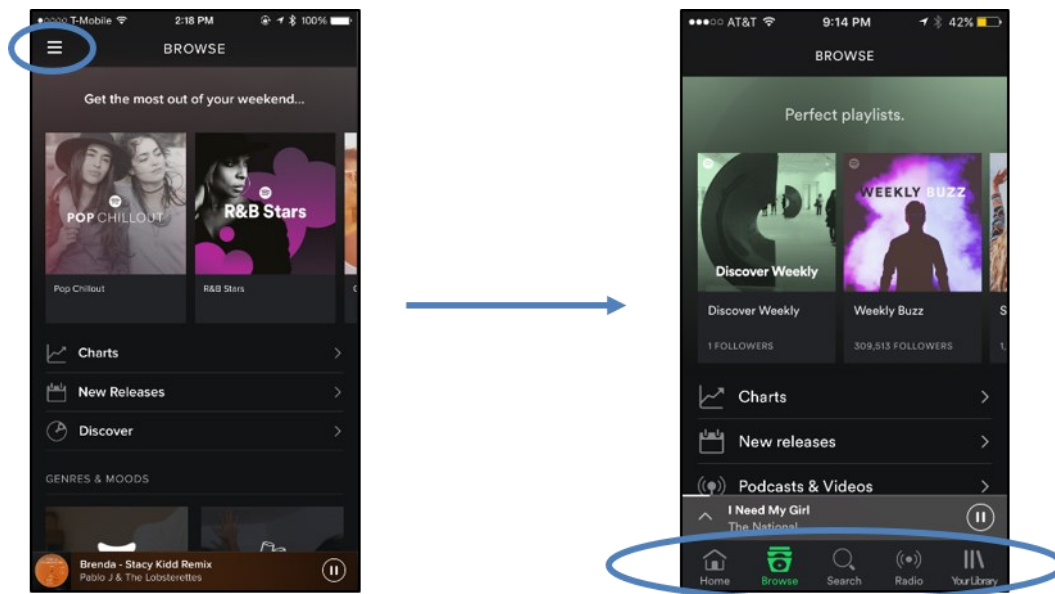 T-Mobile 2:18 PM 100%
BROWSE
Get the most out of your weekend...
POP CHILLOUT
R&B Stars
Pop Chillout
R&B Stars
Charts
New Releases
Discover
GENRES & MOODS
Brenda - Stacy Kidd Remix
Pablo J & The Lobsterettes
AT&T 9:14 PM 42%
BROWSE
Perfect playlists.
Discover Weekly
WEEKLY BUZZ
Discover Weekly
Weekly Buzz
S
1 FOLLOWERS
309,513 FOLLOWERS
1,
Charts
New releases
Podcasts & Videos
I Need My Girl
The National
Home
Browse
Search
Radio
Your Library